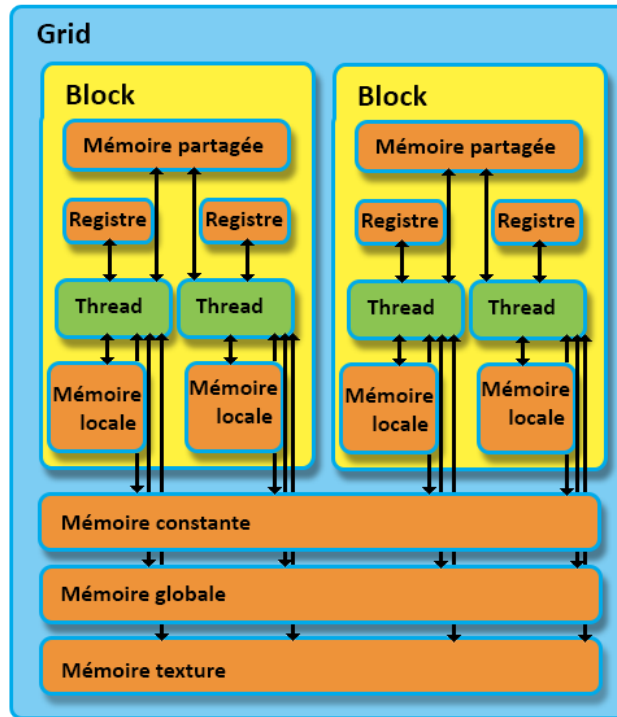 Grid
Block
Block
Mémoire partagée
Mémoire partagée
Registre
Registre
Registre
Registre
Thread
Thread
Thread
Thread
Mémoire
locale
Mémoire
locale
Mémoire
locale
Mémoire
locale
Mémoire constante
Mémoire globale
Mémoire texture